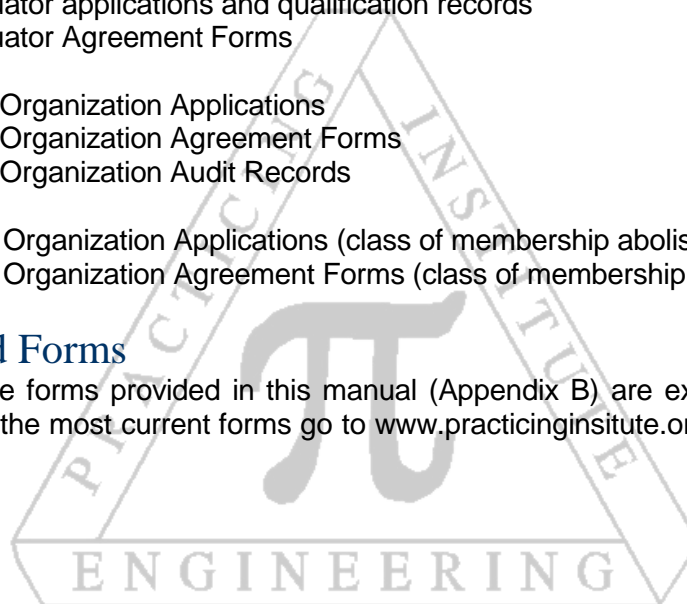 uator applications and qualification records
uator Agreement Forms
Organization Applications
Organization Agreement Forms
Organization Audit Records
Organization Applications (class of membership abolis
Organization Agreement Forms (class of membership
d Forms
e forms provided in this manual (Appendix B) are ex
the most current forms go to www.practicinginsitute.or
PRACTICING
INSTITUTE
π
ENGINEERING